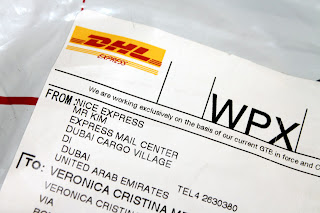 DHL
EXPRESS
WPX
We are working exclusively on the basis of our current GTB in force and
FROM: NICE EXPRESS
MR KIM
EXPRESS MAIL CENTER
DUBAI CARGO VILLAGE
DI
DUBAI
UNITED ARAB EMIRATES TEL4 2630380
To: VERONICA CRISTINA
VERONICA CRISTIN
VIA